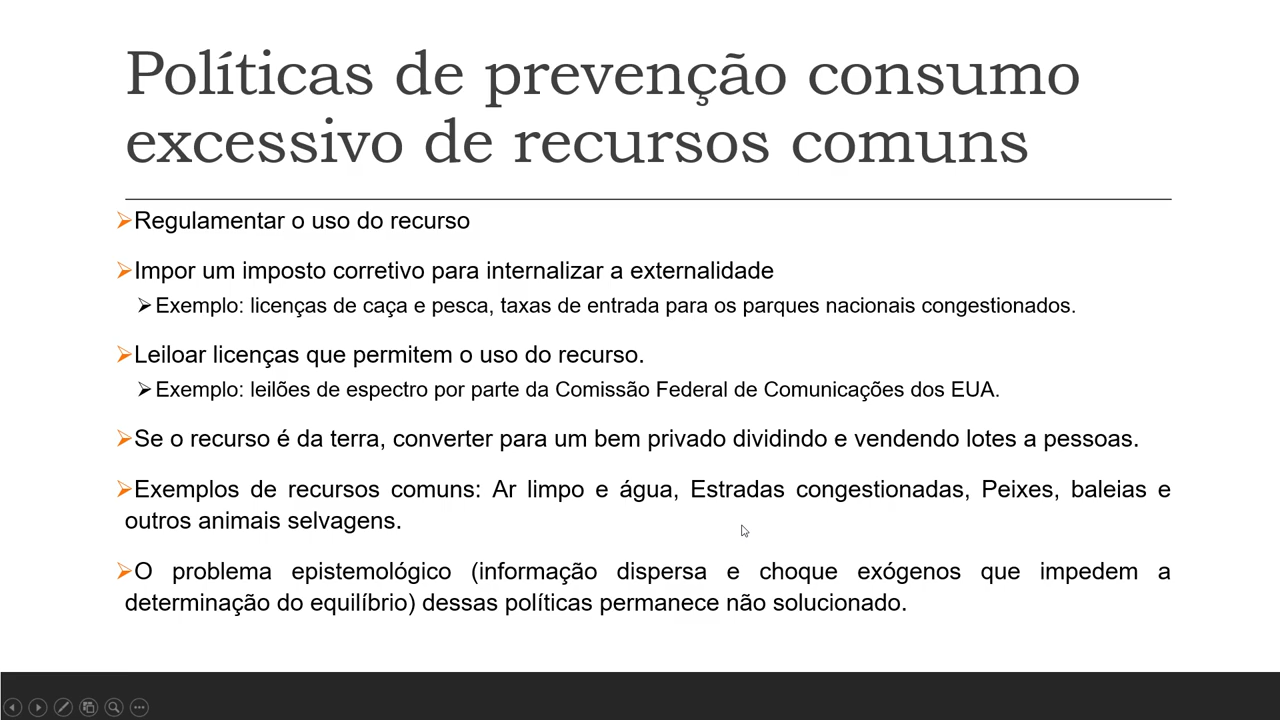 Políticas de prevenção consumo
excessivo de recursos comuns
Regulamentar o uso do recurso
Impor um imposto corretivo para internalizar a externalidade
Exemplo: licenças de caça e pesca, taxas de entrada para os parques nacionais congestionados.
Leiloar licenças que permitem o uso do recurso.
Exemplo: leilões de espectro por parte da Comissão Federal de Comunicações dos EUA.
Se o recurso é da terra, converter para um bem privado dividindo e vendendo lotes a pessoas.
Exemplos de recursos comuns: Ar limpo e água, Estradas congestionadas, Peixes, baleias e
outros animais selvagens.
O problema epistemológico (informação dispersa e choque exógenos que impedem a
determinação do equilíbrio) dessas políticas permanece não solucionado.